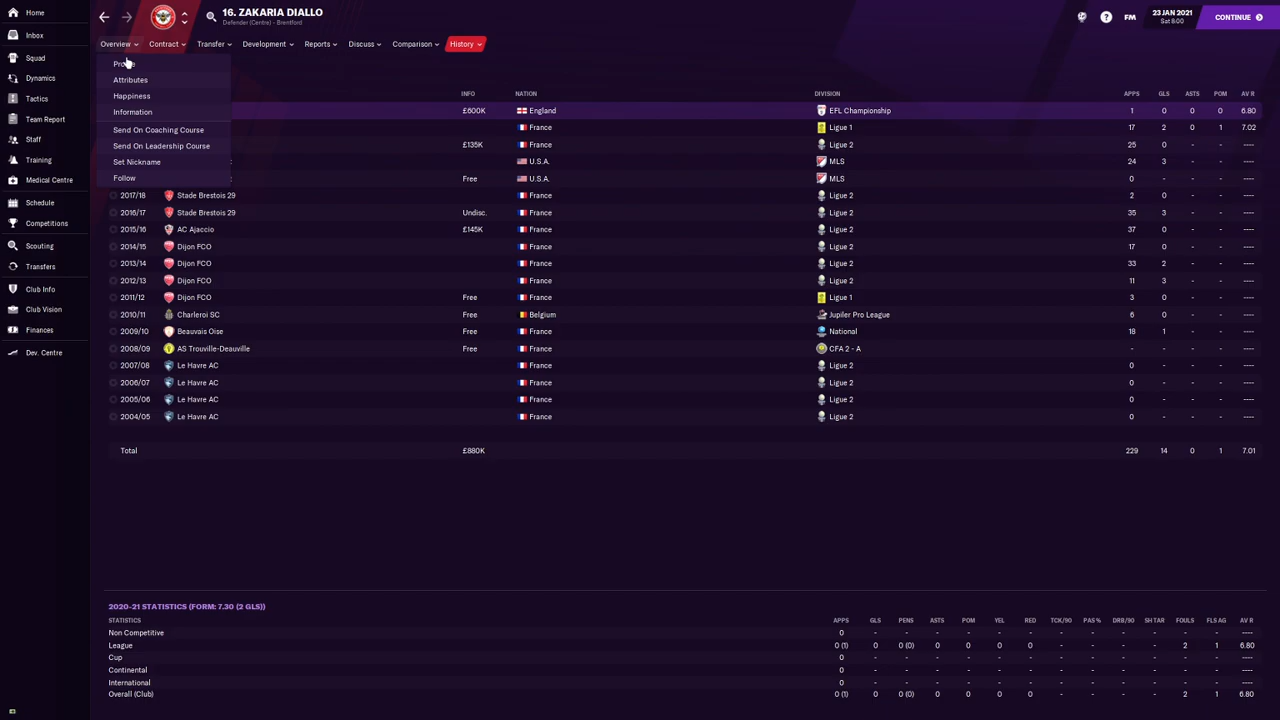 Home
16. ZAKARIA DIALLO
Defender (Centre) - Brentford
23 JAN 2021
Sat 8:00
FM
CONTINUE
Inbox
Overview Contract Transfer Development Reports Discuss Comparison History
Squad
Dynamics
Tactics
Team Report
Staff
Training
Medical Centre
Schedule
Competitions
Scouting
Transfers
Club Info
Club Vision
Finances
Dev. Centre
Attributes
Happiness
Information
Send On Coaching Course
Send On Leadership Course
Set Nickname
Follow
INFO NATION DIVISION APPS GLS ASTS POM AV R
£600K England EFL Championship 1 0 0 0 6.80
France Ligue 1 17 2 0 1 7.02
£135K France Ligue 2 25 0 - - ----
U.S.A. MLS 24 3 - - ----
Free U.S.A. MLS 0 - - - ----
2017/18 Stade Brestois 29 France Ligue 2 2 0 - - ----
2016/17 Stade Brestois 29 Undisc. France Ligue 2 35 3 - - ----
2015/16 AC Ajaccio £145K France Ligue 2 37 0 - - ----
2014/15 Dijon FCO France Ligue 2 17 0 - - ----
2013/14 Dijon FCO France Ligue 2 33 2 - - ----
2012/13 Dijon FCO France Ligue 2 11 3 - - ----
2011/12 Dijon FCO Free France Ligue 1 3 0 - - ----
2010/11 Charleroi SC Free Belgium Jupiler Pro League 6 0 - - ----
2009/10 Beauvais Oise Free France National 18 1 - - ----
2008/09 AS Trouville-Deauville Free France CFA 2 - A - - - - ----
2007/08 Le Havre AC France Ligue 2 0 - - - ----
2006/07 Le Havre AC France Ligue 2 0 - - - ----
2005/06 Le Havre AC France Ligue 2 0 - - - ----
2004/05 Le Havre AC France Ligue 2 0 - - - ----
Total £880K 229 14 0 1 7.01
2020-21 STATISTICS (FORM: 7.30 (2 GLS))
STATISTICS APPS GLS PENS ASTS POM YEL RED TCK/90 PAS % DRB/90 SH TAR FOULS FLS AG AV R
Non Competitive 0 - - - - - - - - - - - - ----
League 0 (1) 0 0 (0) 0 0 0 0 - - - - 2 1 6.80
Cup 0 - - - - - - - - - - - - ----
Continental 0 - - - - - - - - - - - - ----
International 0 - - - - - - - - - - - - ----
Overall (Club) 0 (1) 0 0 (0) 0 0 0 0 - - - - 2 1 6.80